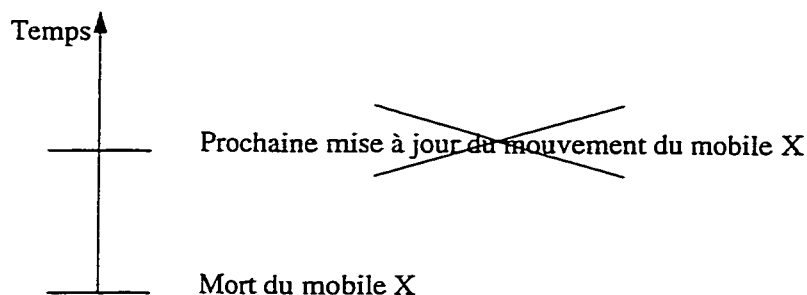 Temps
Prochaine mise à jour du mouvement du mobile X
Mort du mobile X